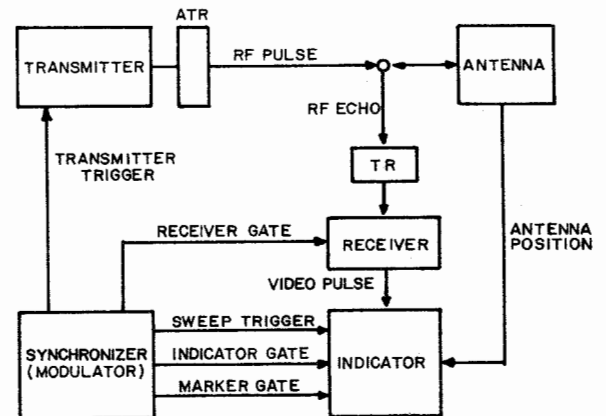 ATR
TRANSMITTER
RF PULSE
ANTENNA
RF ECHO
TRANSMITTER
TRIGGER
TR
RECEIVER GATE
RECEIVER
ANTENNA
POSITION
VIDEO PULSE
SWEEP TRIGGER
SYNCHRONIZER
(MODULATOR)
INDICATOR GATE
INDICATOR
MARKER GATE